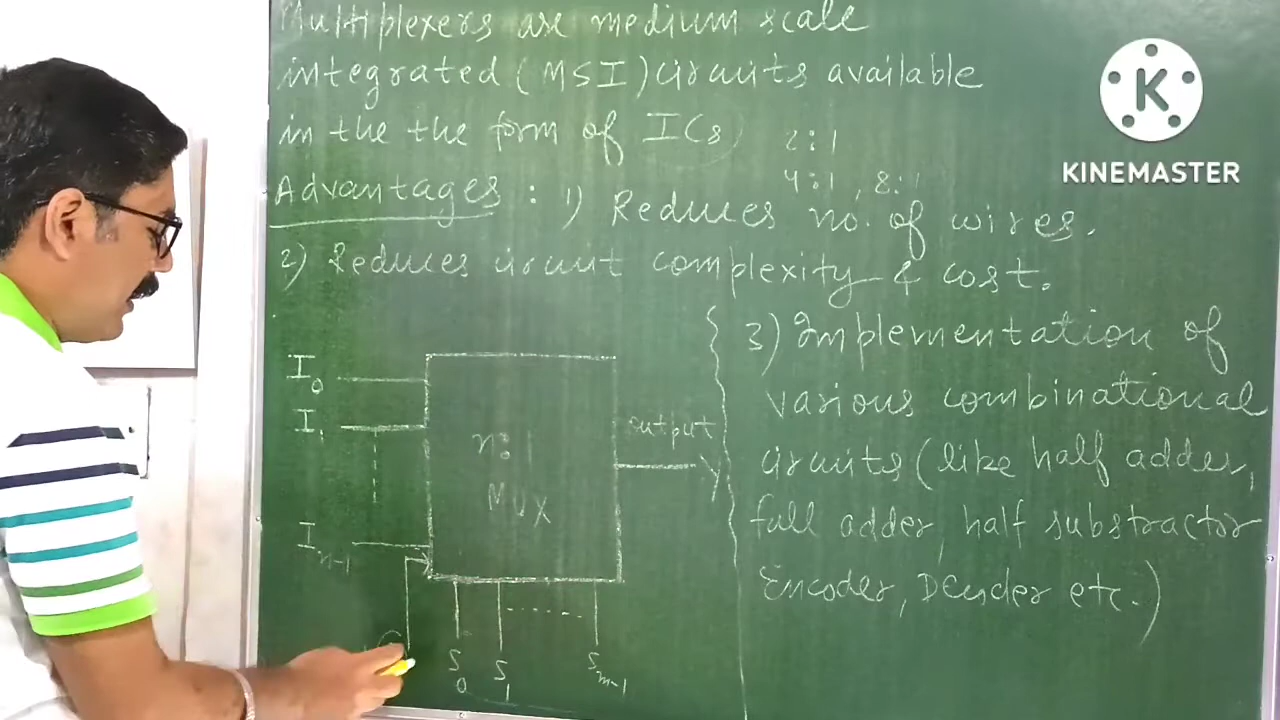 Multiplexers are medium scale
integrated (MSI) circuits available
in the the form of ICs)
2:1
4:1, 8:1
Advantages : 1) Reduces no. of wires.
2) Reduces circuit complexity & cost.
3) Implementation of
various combinational
circuits (like half adder,
full adder, half substractor
Encoder, Decoder etc.)
I0
I1
In-1
n:1
MUX
output
Y
G
S0
S1
Sm-1
K
KINEMASTER